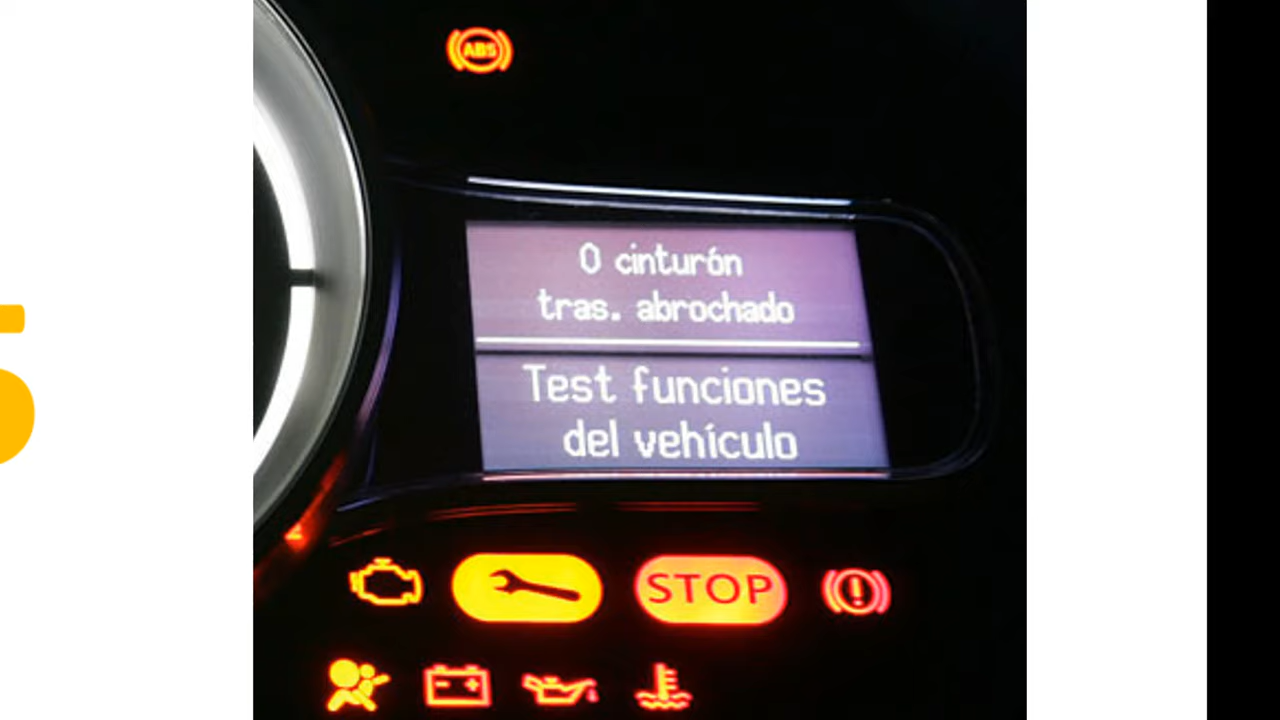 ABS
0 cinturón
tras. abrochado
Test funciones
del vehículo
STOP